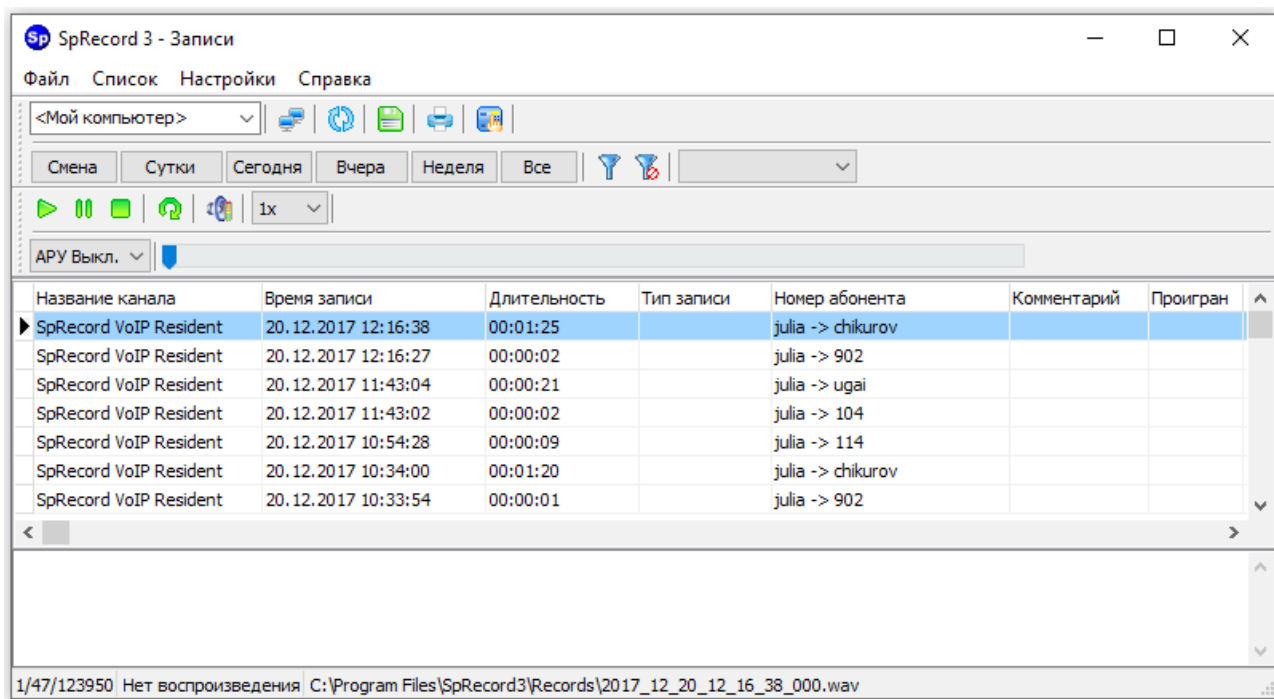 Sp SpRecord 3 - Записи
Файл Список Настройки Справка
<Мой компьютер>
Смена Сутки Сегодня Вчера Неделя Все
1x
АРУ Выкл.
Название канала Время записи Длительность Тип записи Номер абонента Комментарий Проигран
SpRecord VoIP Resident 20.12.2017 12:16:38 00:01:25 julia -> chikurov
SpRecord VoIP Resident 20.12.2017 12:16:27 00:00:02 julia -> 902
SpRecord VoIP Resident 20.12.2017 11:43:04 00:00:21 julia -> ugai
SpRecord VoIP Resident 20.12.2017 11:43:02 00:00:02 julia -> 104
SpRecord VoIP Resident 20.12.2017 10:54:28 00:00:09 julia -> 114
SpRecord VoIP Resident 20.12.2017 10:34:00 00:01:20 julia -> chikurov
SpRecord VoIP Resident 20.12.2017 10:33:54 00:00:01 julia -> 902
1/47/123950 Нет воспроизведения C:\Program Files\SpRecord3\Records\2017_12_20_12_16_38_000.wav